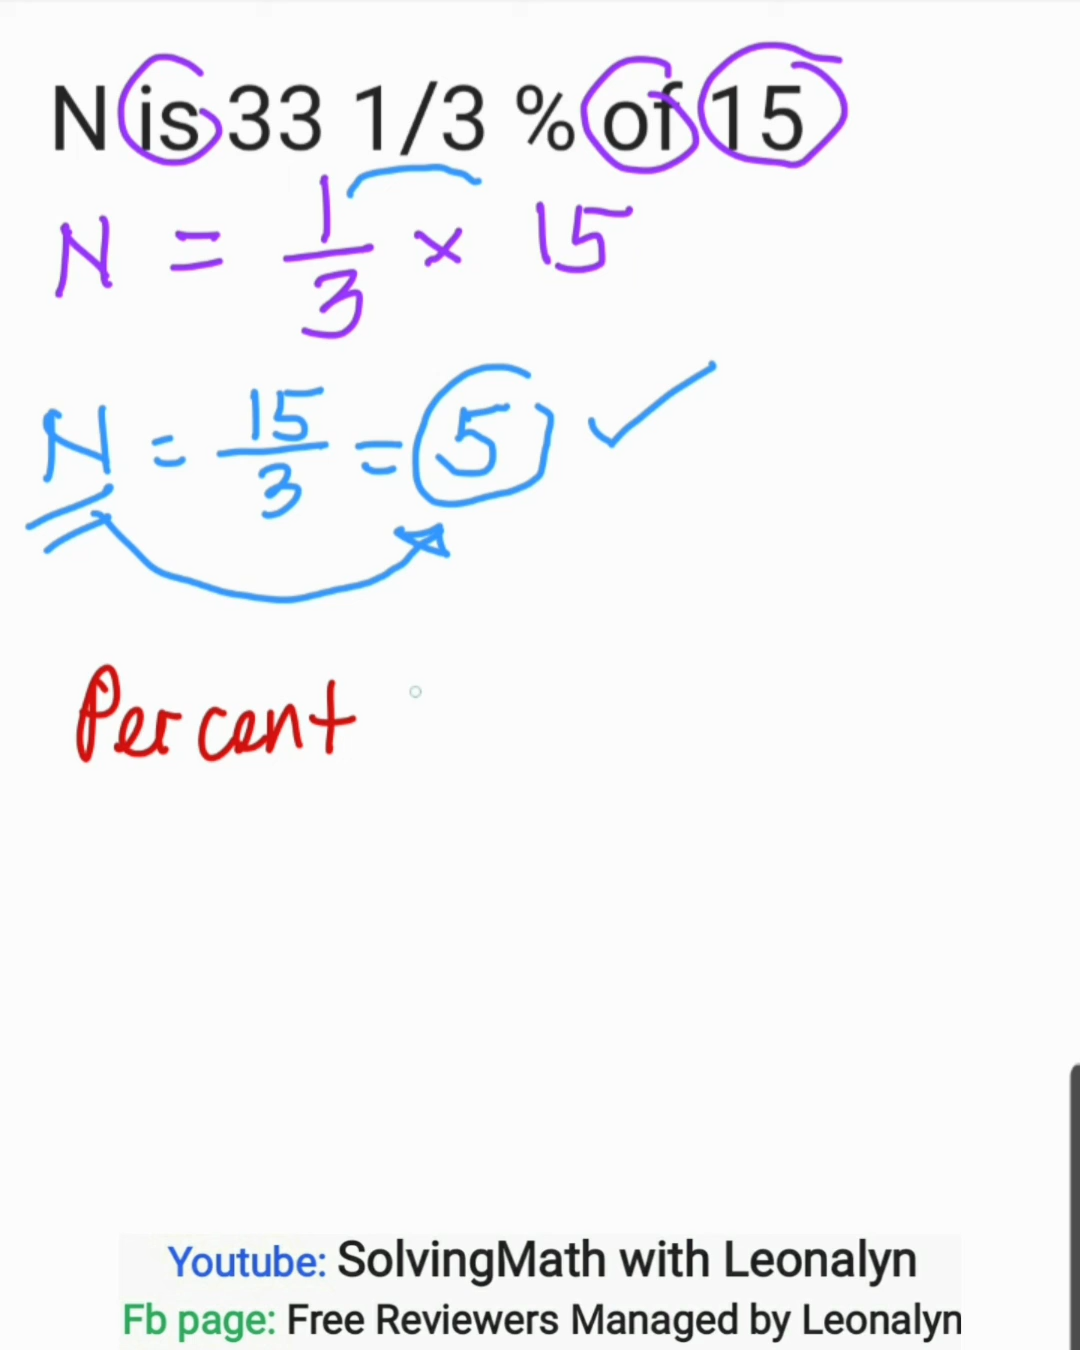 N is 33 1/3 % of 15
N = 1/3 × 15
N = 15/3 = 5 ✓
Percent
Youtube: SolvingMath with Leonalyn
Fb page: Free Reviewers Managed by Leonalyn